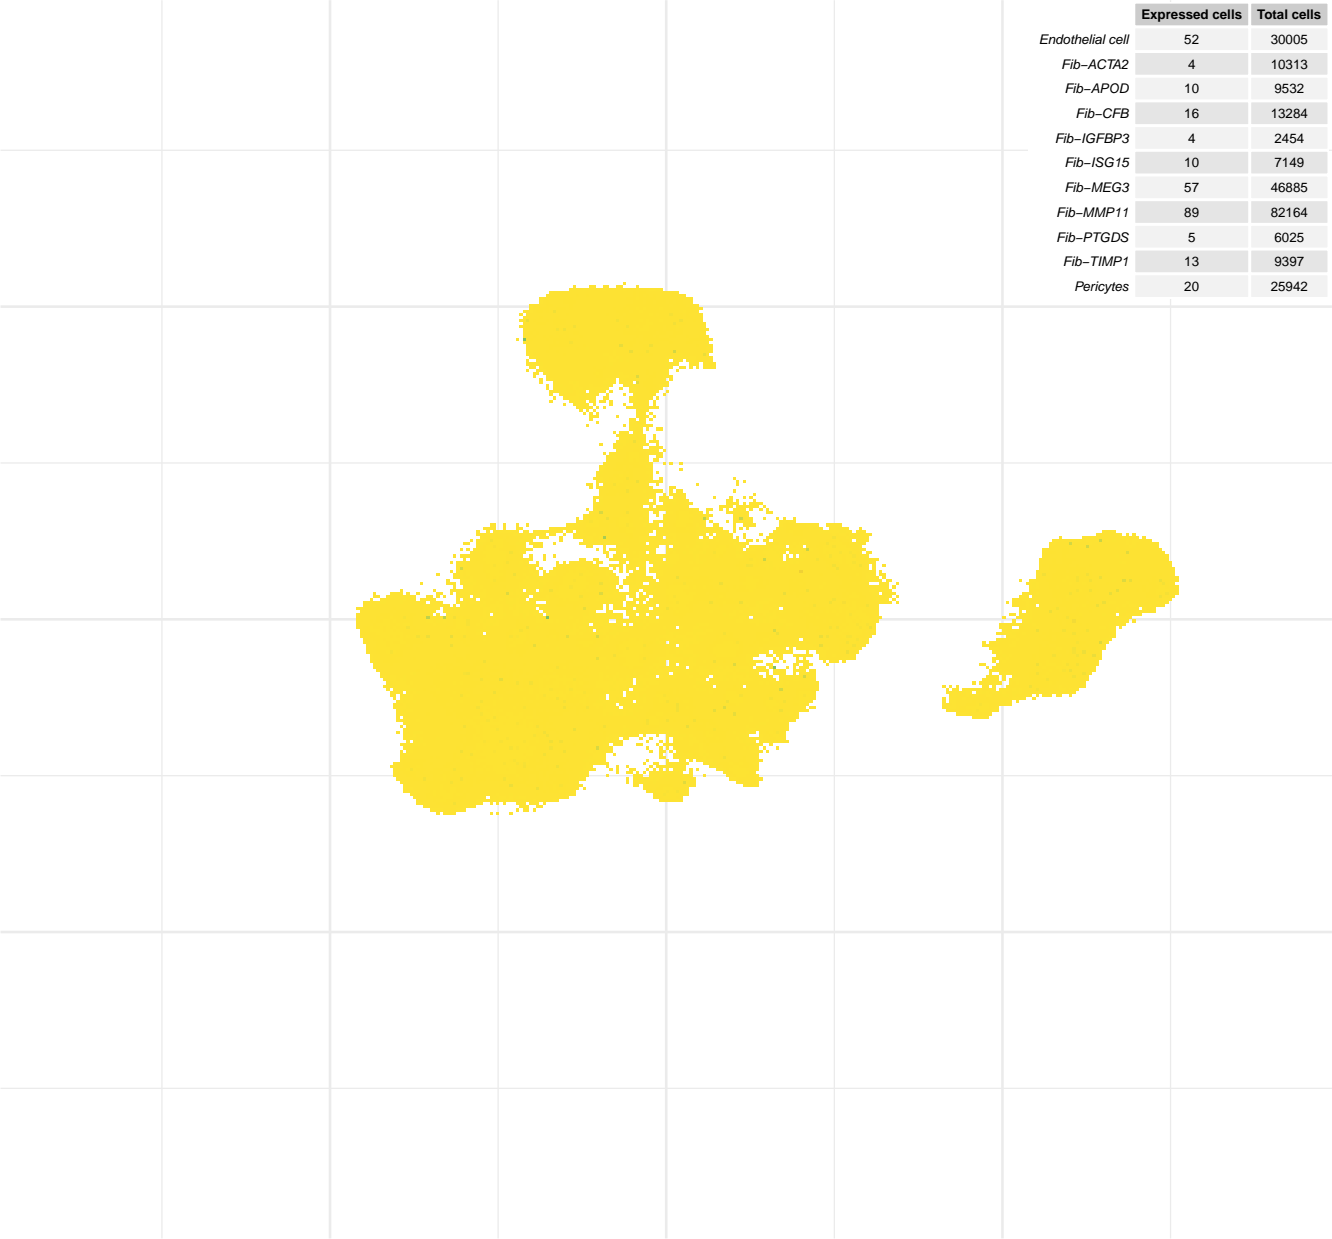 Expressed cells Total cells
Endothelial cell 52 30005
Fib−ACTA2 4 10313
Fib−APOD 10 9532
Fib−CFB 16 13284
Fib−IGFBP3 4 2454
Fib−ISG15 10 7149
Fib−MEG3 57 46885
Fib−MMP11 89 82164
Fib−PTGDS 5 6025
Fib−TIMP1 13 9397
Pericytes 20 25942